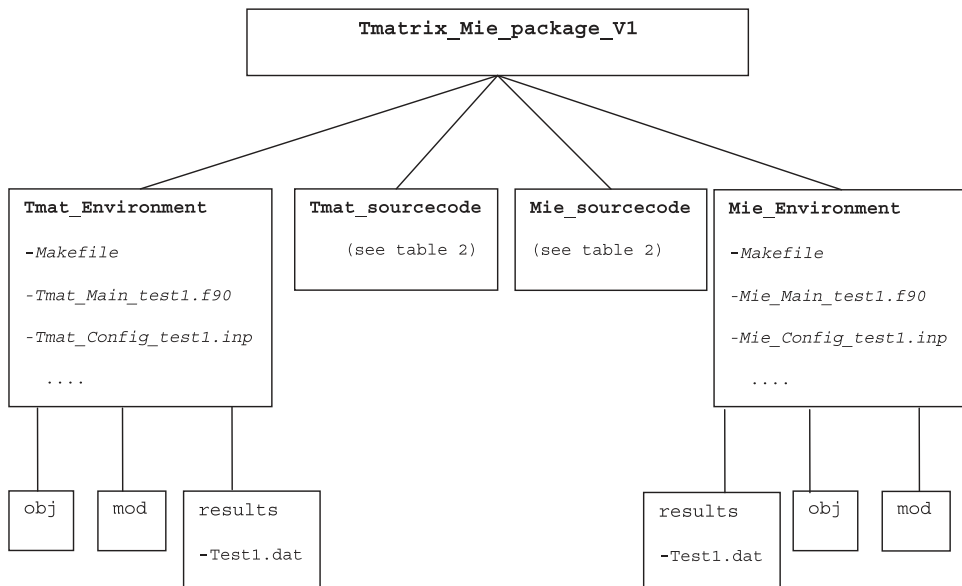 Tmatrix_Mie_package_V1
Tmat_Environment
-Makefile
-Tmat_Main_test1.f90
-Tmat_Config_test1.inp
....
Tmat_sourcecode
(see table 2)
Mie_sourcecode
(see table 2)
Mie_Environment
-Makefile
-Mie_Main_test1.f90
-Mie_Config_test1.inp
....
obj
mod
results
-Test1.dat
results
-Test1.dat
obj
mod